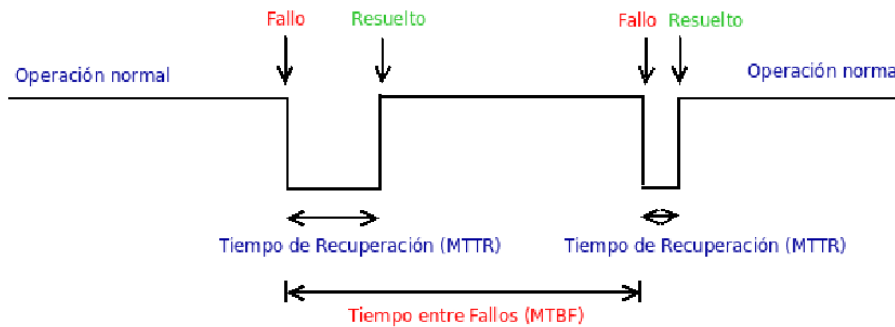 Fallo Resuelto Fallo Resuelto
Operación normal Operación norma
Tiempo de Recuperación (MTTR) Tiempo de Recuperación (MTTR)
Tiempo entre Fallos (MTBF)